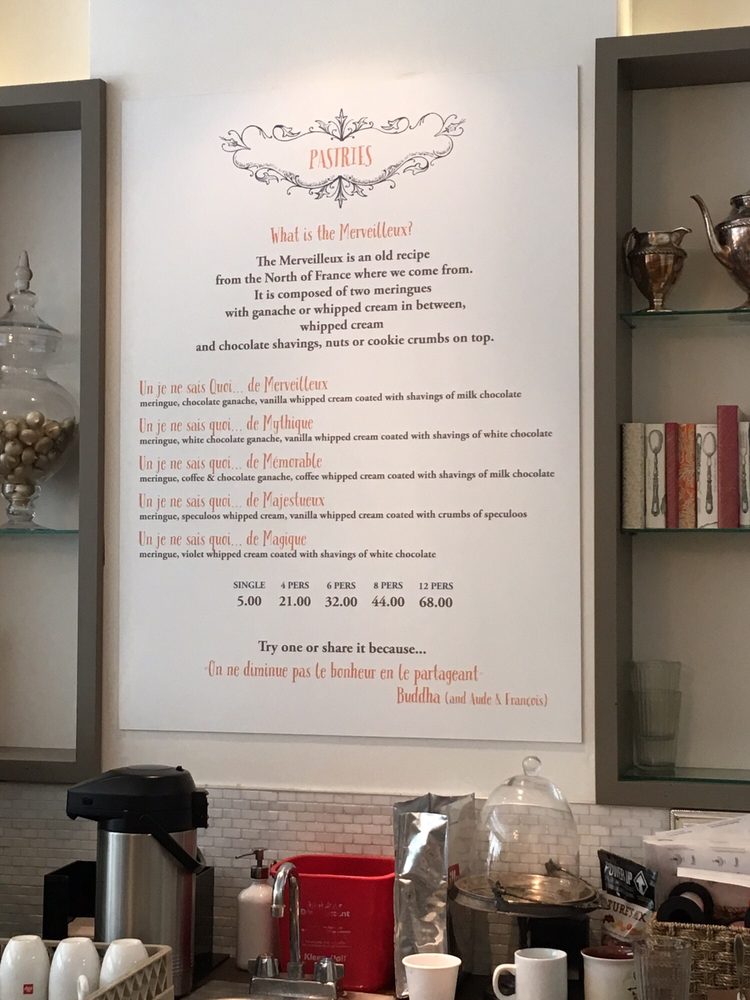 PASTRIES
What is the Merveilleux?
The Merveilleux is an old recipe
from the North of France where we come from.
It is composed of two meringues
with ganache or whipped cream in between,
whipped cream
and chocolate shavings, nuts or cookie crumbs on top.
Un je ne sais Quoi... de Merveilleux
meringue, chocolate ganache, vanilla whipped cream coated with shavings of milk chocolate
Un je ne sais quoi... de Mythique
meringue, white chocolate ganache, vanilla whipped cream coated with shavings of white chocolate
Un je ne sais quoi... de Mémorable
meringue, coffee & chocolate ganache, coffee whipped cream coated with shavings of milk chocolate
Un je ne sais quoi... de Majestueux
meringue, speculoos whipped cream, vanilla whipped cream coated with crumbs of speculoos
Un je ne sais quoi... de Magique
meringue, violet whipped cream coated with shavings of white chocolate
SINGLE 4 PERS 6 PERS 8 PERS 12 PERS
5.00 21.00 32.00 44.00 68.00
Try one or share it because...
"On ne diminue pas le bonheur en le partageant"
Buddha (and Aude & François)
POWER UP